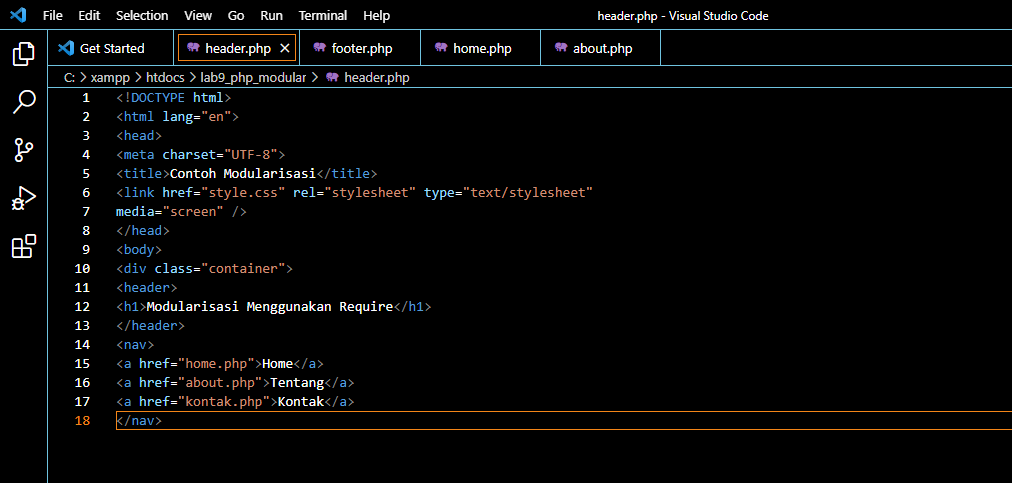 File Edit Selection View Go Run Terminal Help header.php - Visual Studio Code
Get Started header.php footer.php home.php about.php
C: > xampp > htdocs > lab9_php_modular > header.php
1 <!DOCTYPE html>
2 <html lang="en">
3 <head>
4 <meta charset="UTF-8">
5 <title>Contoh Modularisasi</title>
6 <link href="style.css" rel="stylesheet" type="text/stylesheet"
7 media="screen" />
8 </head>
9 <body>
10 <div class="container">
11 <header>
12 <h1>Modularisasi Menggunakan Require</h1>
13 </header>
14 <nav>
15 <a href="home.php">Home</a>
16 <a href="about.php">Tentang</a>
17 <a href="kontak.php">Kontak</a>
18 </nav>